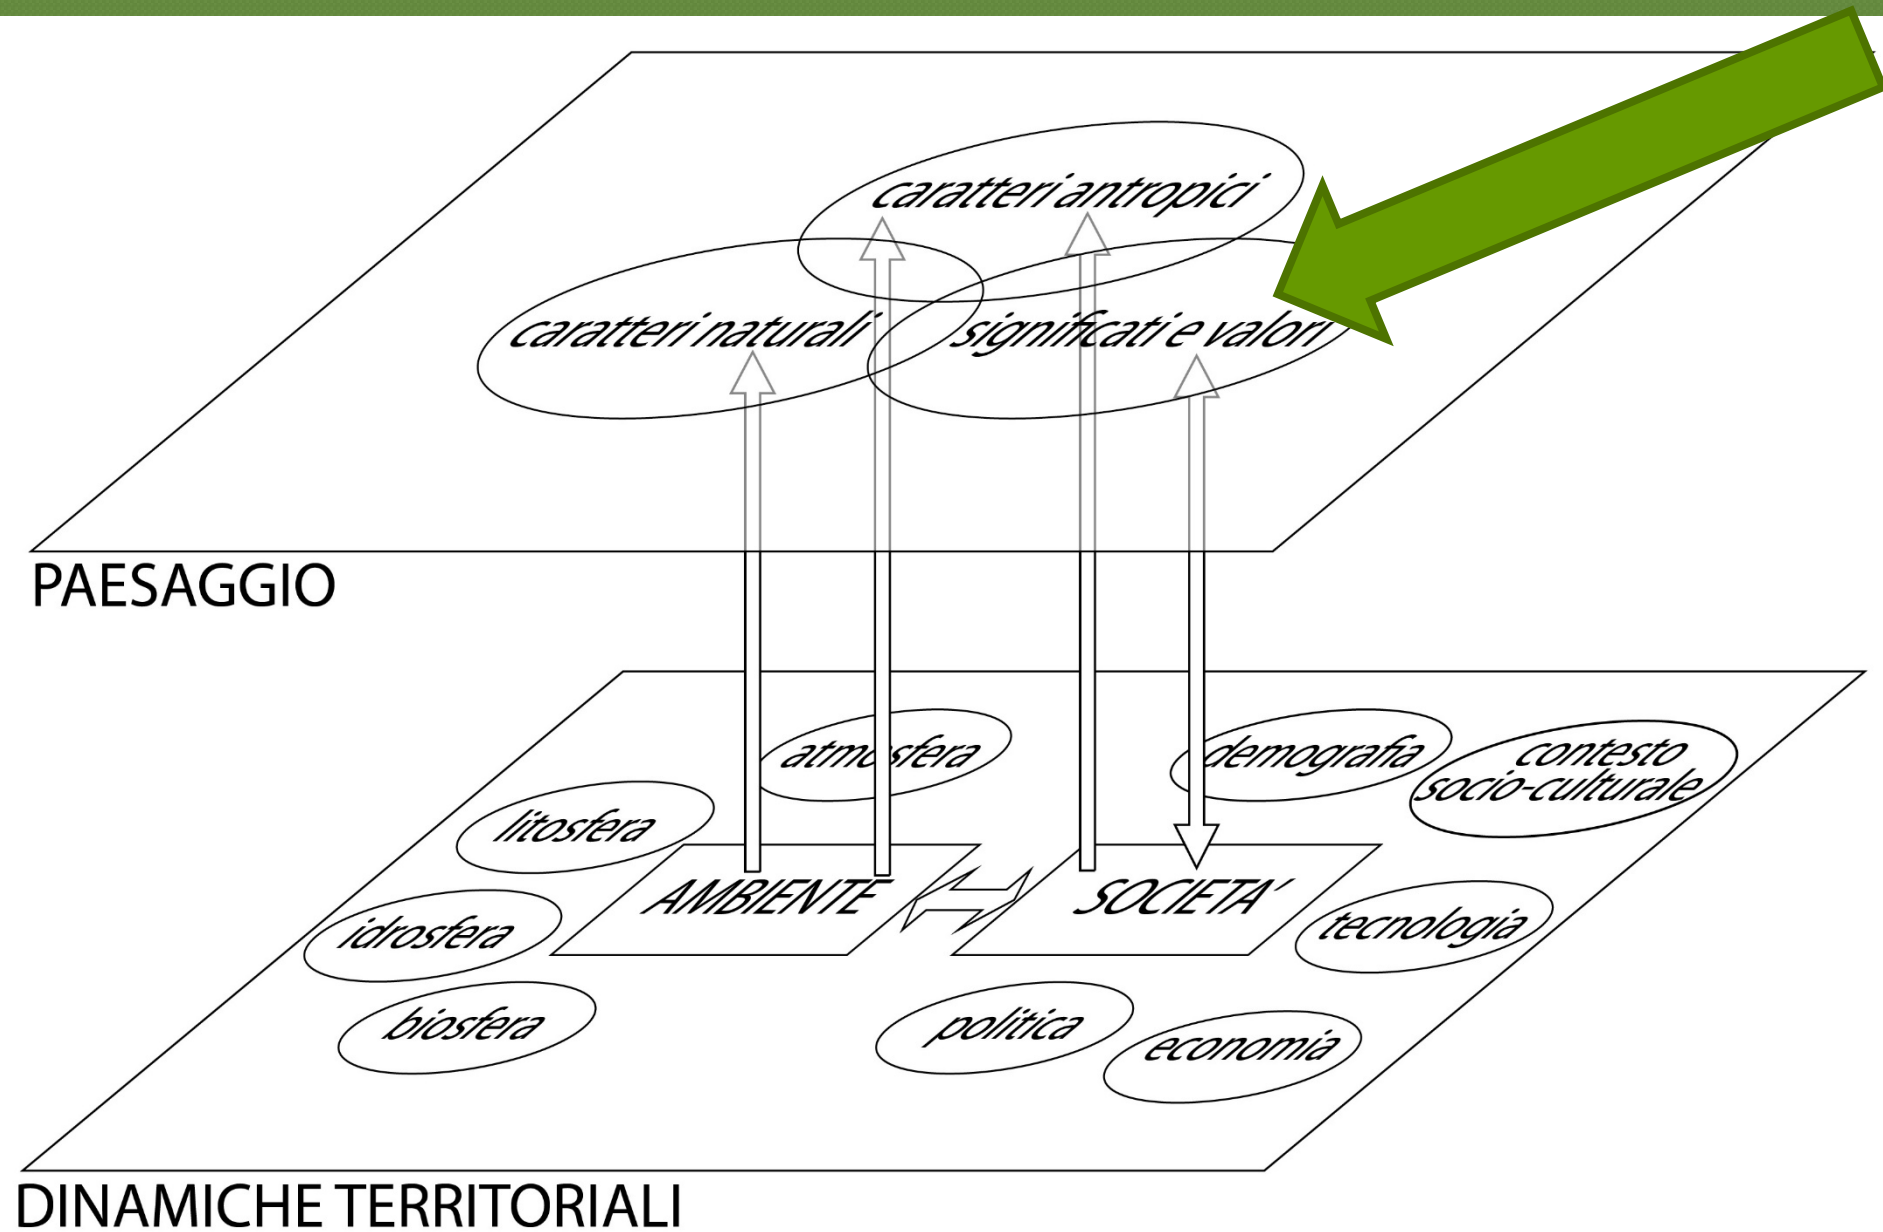 caratteri antropici
caratteri naturali
significati e valori
PAESAGGIO
atmosfera
demografia
contesto
socio-culturale
litosfera
AMBIENTE
SOCIETA'
idrosfera
tecnologia
biosfera
politica
economia
DINAMICHE TERRITORIALI